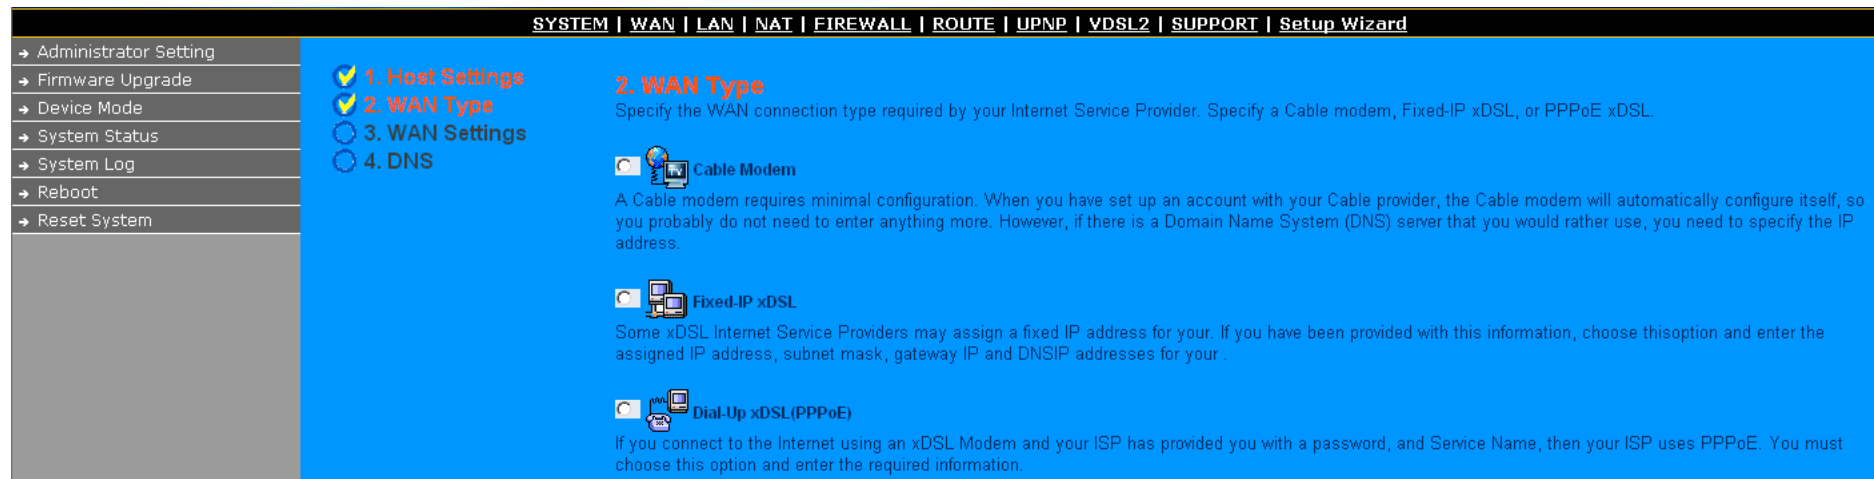 SYSTEM | WAN | LAN | NAT | FIREWALL | ROUTE | UPNP | VDSL2 | SUPPORT | Setup Wizard
Administrator Setting
Firmware Upgrade
Device Mode
System Status
System Log
Reboot
Reset System
1. Host Settings
2. WAN Type
3. WAN Settings
4. DNS
2. WAN Type
Specify the WAN connection type required by your Internet Service Provider. Specify a Cable modem, Fixed-IP xDSL, or PPPoE xDSL.
TV
Cable Modem
A Cable modem requires minimal configuration. When you have set up an account with your Cable provider, the Cable modem will automatically configure itself, so
you probably do not need to enter anything more. However, if there is a Domain Name System (DNS) server that you would rather use, you need to specify the IP
address.
Fixed-IP xDSL
Some xDSL Internet Service Providers may assign a fixed IP address for your. If you have been provided with this information, choose thisoption and enter the
assigned IP address, subnet mask, gateway IP and DNSIP addresses for your .
Dial-Up xDSL(PPPoE)
If you connect to the Internet using an xDSL Modem and your ISP has provided you with a password, and Service Name, then your ISP uses PPPoE. You must
choose this option and enter the required information.